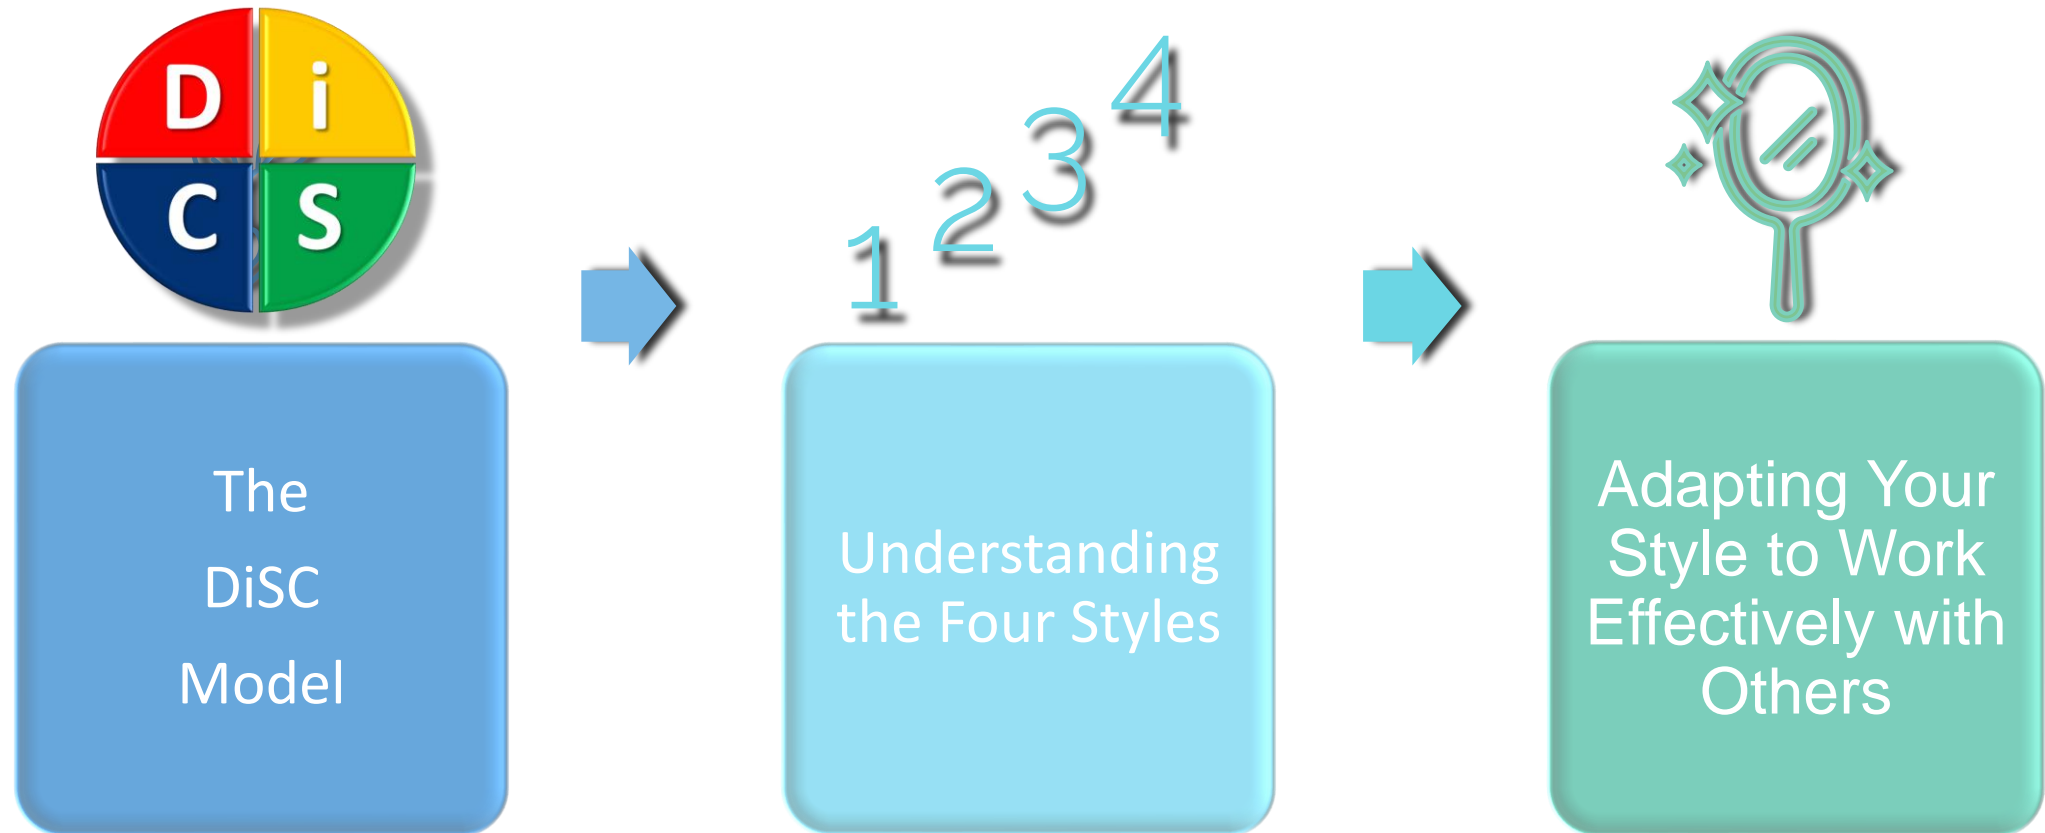 D i
C S
1 2 3 4
The
DiSC
Model
Understanding
the Four Styles
Adapting Your
Style to Work
Effectively with
Others